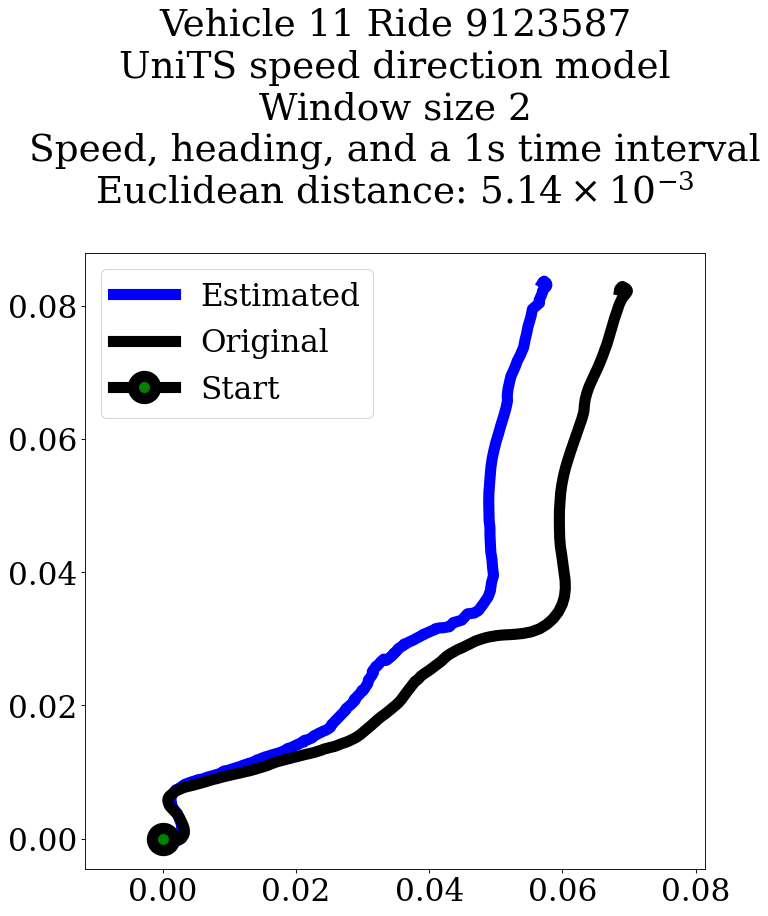 Vehicle 11 Ride 9123587
UniTS speed direction model
Window size 2
Speed, heading, and a 1s time interval
Euclidean distance: 5.14 × 10⁻³
Estimated
Original
Start
0.08
0.06
0.04
0.02
0.00
0.00 0.02 0.04 0.06 0.08